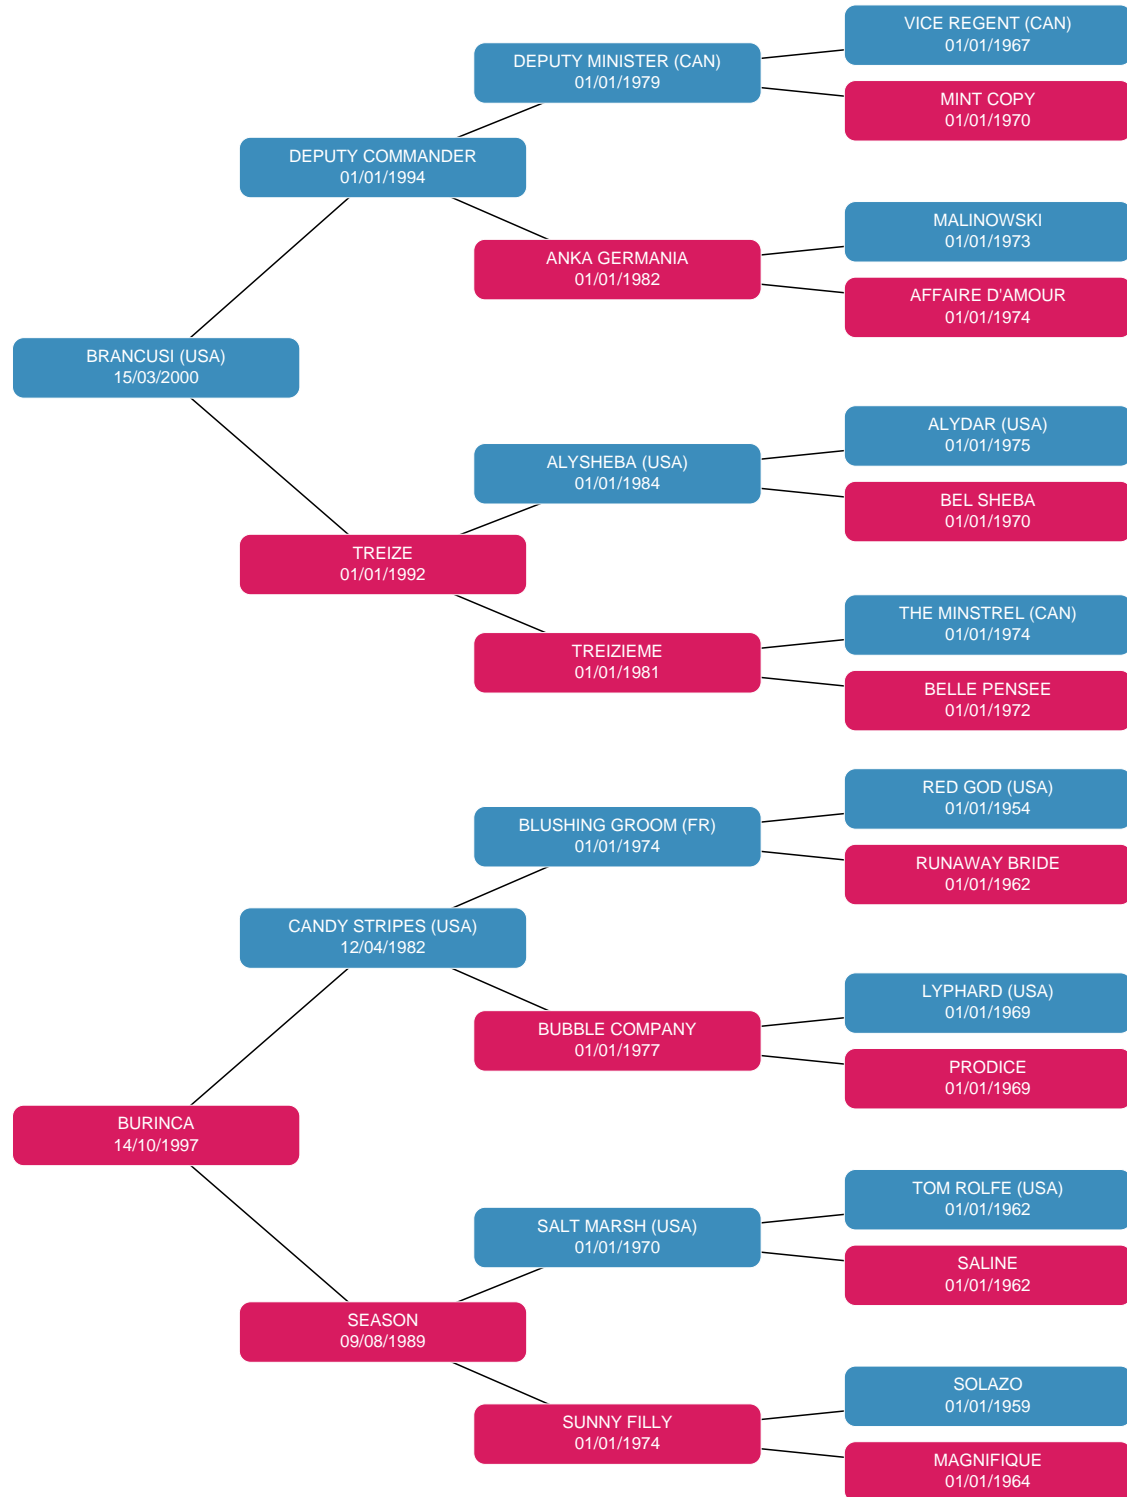 VICE REGENT (CAN)
01/01/1967
DEPUTY MINISTER (CAN)
01/01/1979
MINT COPY
01/01/1970
DEPUTY COMMANDER
01/01/1994
MALINOWSKI
01/01/1973
ANKA GERMANIA
01/01/1982
AFFAIRE D'AMOUR
01/01/1974
BRANCUSI (USA)
15/03/2000
ALYDAR (USA)
01/01/1975
ALYSHEBA (USA)
01/01/1984
BEL SHEBA
01/01/1970
TREIZE
01/01/1992
THE MINSTREL (CAN)
01/01/1974
TREIZIEME
01/01/1981
BELLE PENSEE
01/01/1972
RED GOD (USA)
01/01/1954
BLUSHING GROOM (FR)
01/01/1974
RUNAWAY BRIDE
01/01/1962
CANDY STRIPES (USA)
12/04/1982
LYPHARD (USA)
01/01/1969
BUBBLE COMPANY
01/01/1977
PRODICE
01/01/1969
BURINCA
14/10/1997
TOM ROLFE (USA)
01/01/1962
SALT MARSH (USA)
01/01/1970
SALINE
01/01/1962
SEASON
09/08/1989
SOLAZO
01/01/1959
SUNNY FILLY
01/01/1974
MAGNIFIQUE
01/01/1964